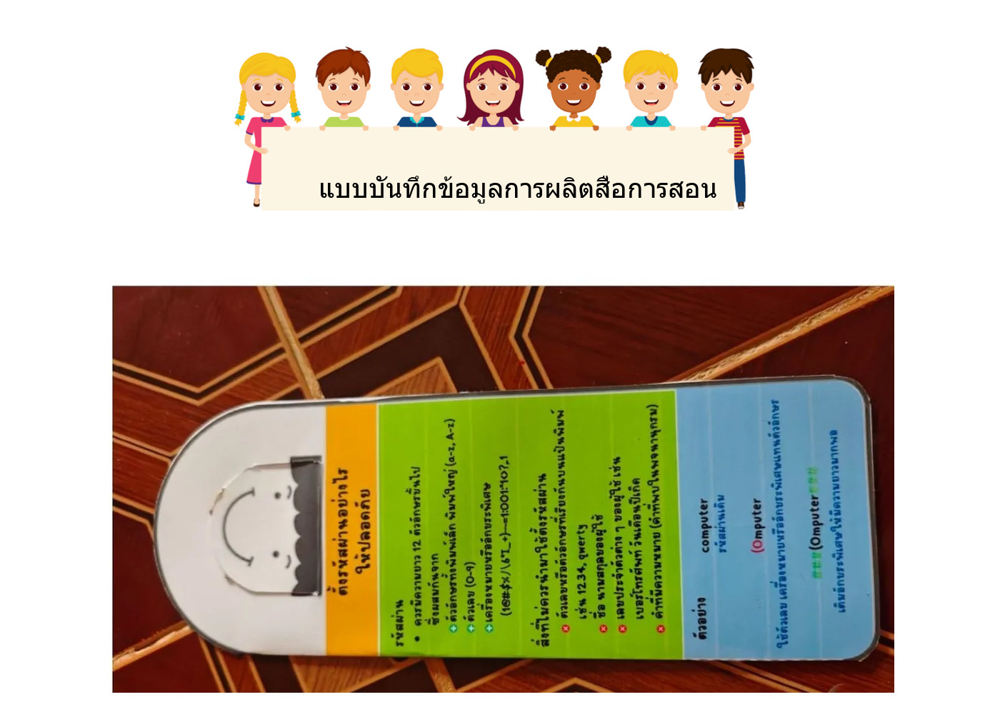 แบบบันทึกข้อมูลการผลิตสื่อการสอน
ตั้งรหัสผ่านอย่างไร
ให้ปลอดภัย
รหัสผ่าน
• ควรมีความยาว 12 ตัวอักษรขึ้นไป
ซึ่งผสมกันจาก
ตัวอักษรทั้งพิมพ์เล็ก พิมพ์ใหญ่ (a-z, A-z)
ตัวเลข (0-9)
เครื่องหมายหรืออักขระพิเศษ
สิ่งที่ไม่ควรนำมาใช้ตั้งรหัสผ่าน
ตัวเลขหรือตัวอักษรที่เรียงกันบนแป้นพิมพ์
เช่น 1234, qwerty
ชื่อ นามสกุลของผู้ใช้
เลขประจำตัวต่าง ๆ ของผู้ใช้ เช่น
เบอร์โทรศัพท์ วันเดือนปีเกิด
คำที่มีความหมาย (คำที่พบในพจนานุกรม)
ตัวอย่าง
computer
รหัสผ่านเดิม
(Omputer
ใช้ตัวเลข เครื่องหมายหรืออักขระพิเศษแทนตัวอักษร
(Omputer
เติมอักขระพิเศษให้มีความยาวมากพอ